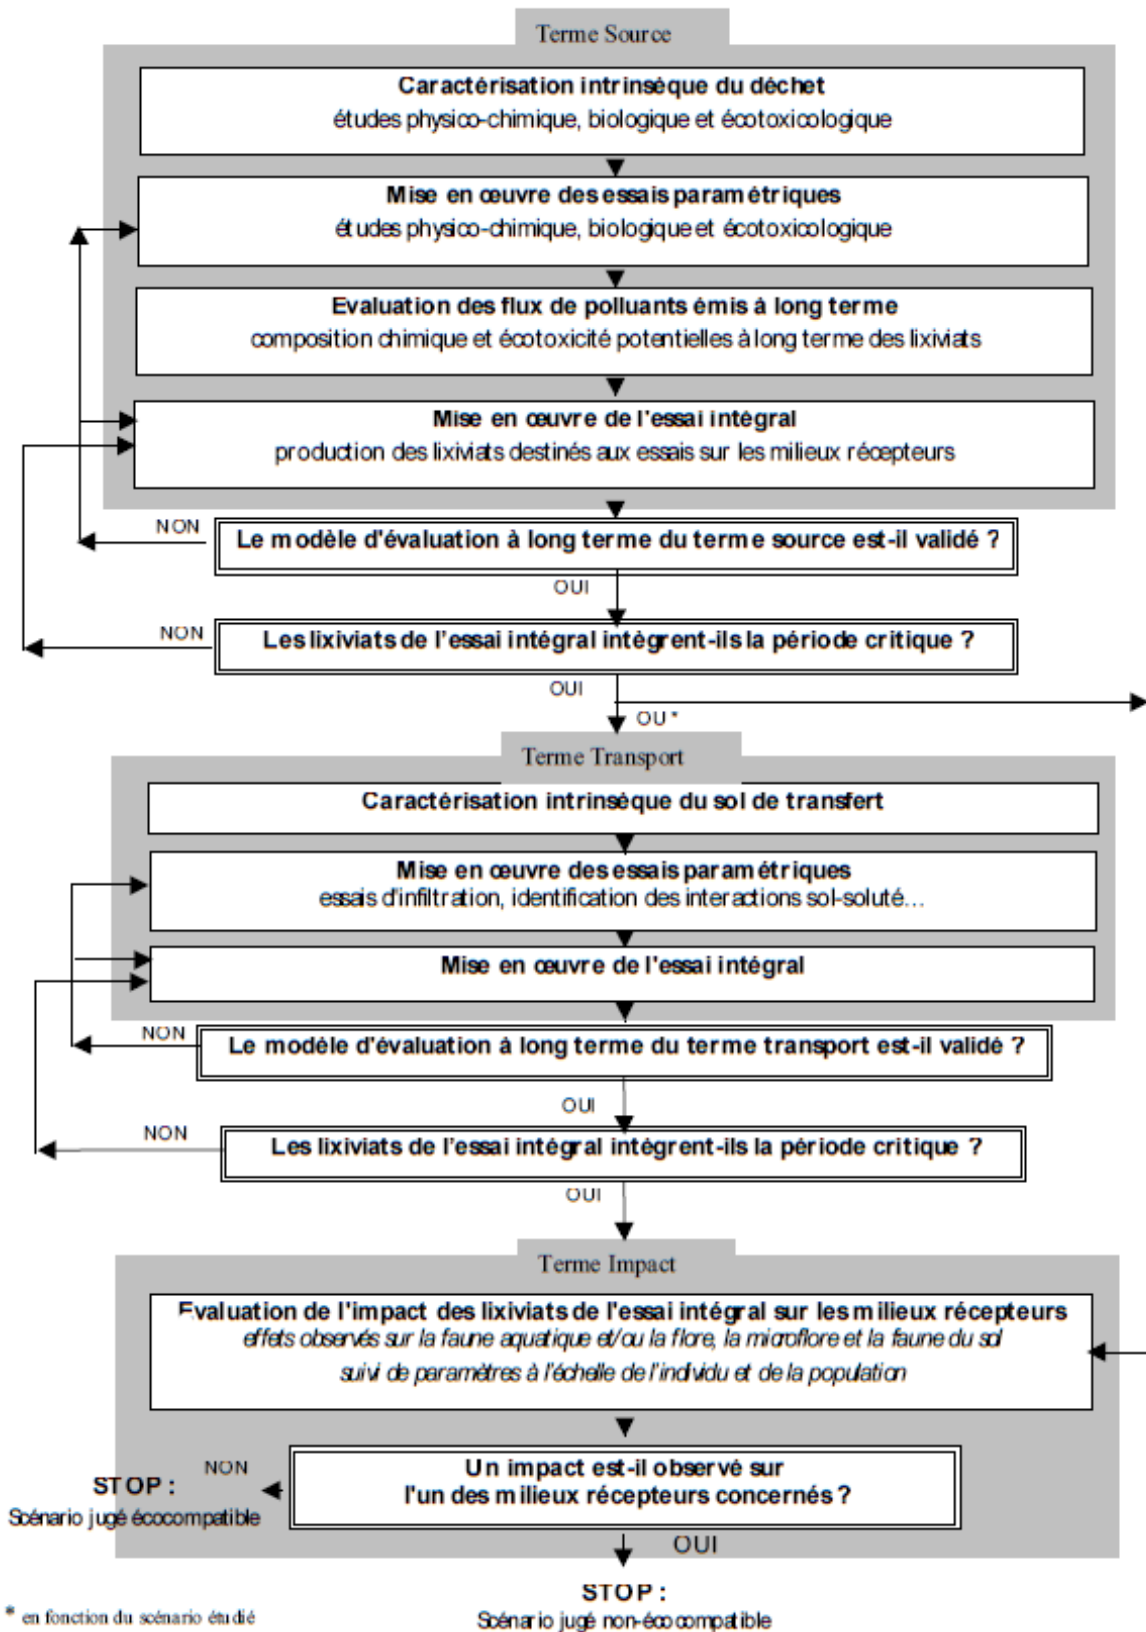 Terme Source
Caractérisation intrinsèque du déchet
études physico-chimique, biologique et écotoxicologique
Mise en œuvre des essais paramétriques
études physico-chimique, biologique et écotoxicologique
Evaluation des flux de polluants émis à long terme
composition chimique et écotoxicité potentielles à long terme des lixiviats
Mise en œuvre de l'essai intégral
production des lixiviats destinés aux essais sur les milieux récepteurs
NON
Le modèle d'évaluation à long terme du terme source est-il validé ?
OUI
NON
Les lixiviats de l'essai intégral intègrent-ils la période critique ?
OUI
OU *
Terme Transport
Caractérisation intrinsèque du sol de transfert
Mise en œuvre des essais paramétriques
essais d'infiltration, identification des interactions sol-soluté…
Mise en œuvre de l'essai intégral
NON
Le modèle d'évaluation à long terme du terme transport est-il validé ?
OUI
NON
Les lixiviats de l'essai intégral intègrent-ils la période critique ?
OUI
Terme Impact
Evaluation de l'impact des lixiviats de l'essai intégral sur les milieux récepteurs
effets observés sur la faune aquatique et/ou la flore, la microflore et la faune du sol
suivi de paramètres à l'échelle de l'individu et de la population
NON
Un impact est-il observé sur
l'un des milieux récepteurs concernés ?
STOP :
Scénario jugé écocompatible
OUI
STOP :
Scénario jugé non-écocompatible
* en fonction du scénario étudié